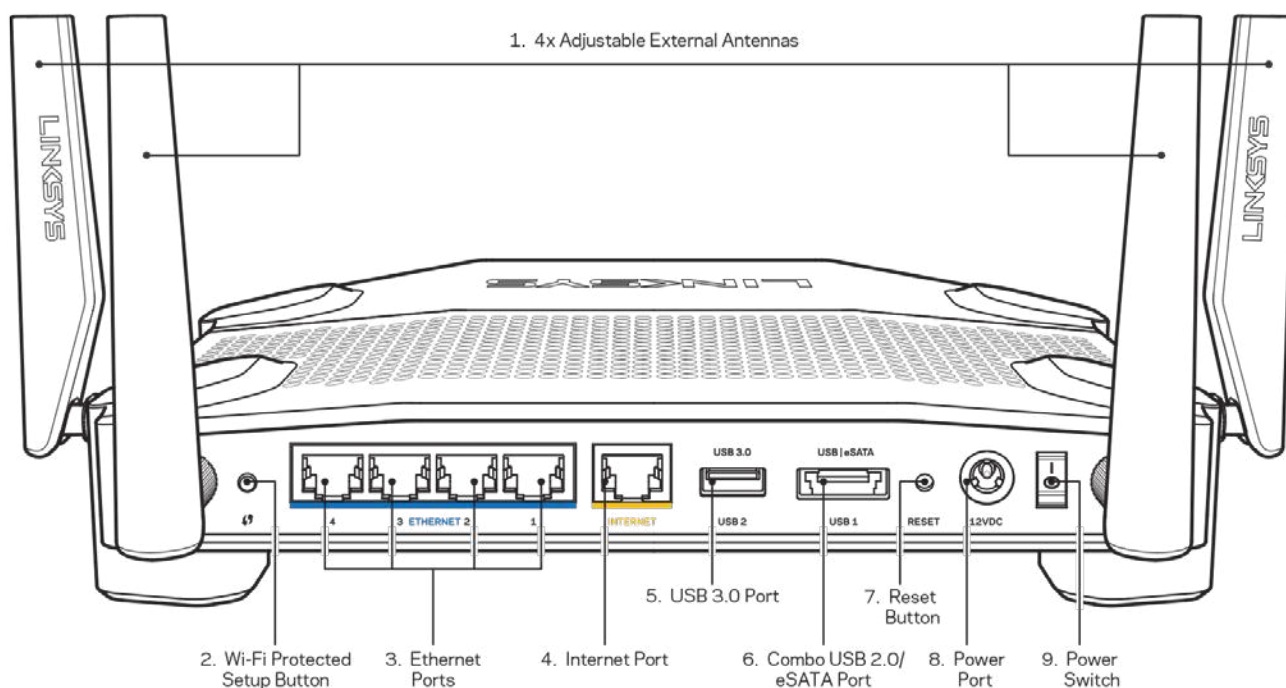 1. 4x Adjustable External Antennas
LINKSYS
LINKSYS
LINKSYS
USB 3.0
USB | eSATA
4
3
ETHERNET
2
1
INTERNET
USB 2
USB 1
RESET
12VDC
5. USB 3.0 Port
7. Reset
Button
2. Wi-Fi Protected
Setup Button
3. Ethernet
Ports
4. Internet Port
6. Combo USB 2.0/
eSATA Port
8. Power
Port
9. Power
Switch